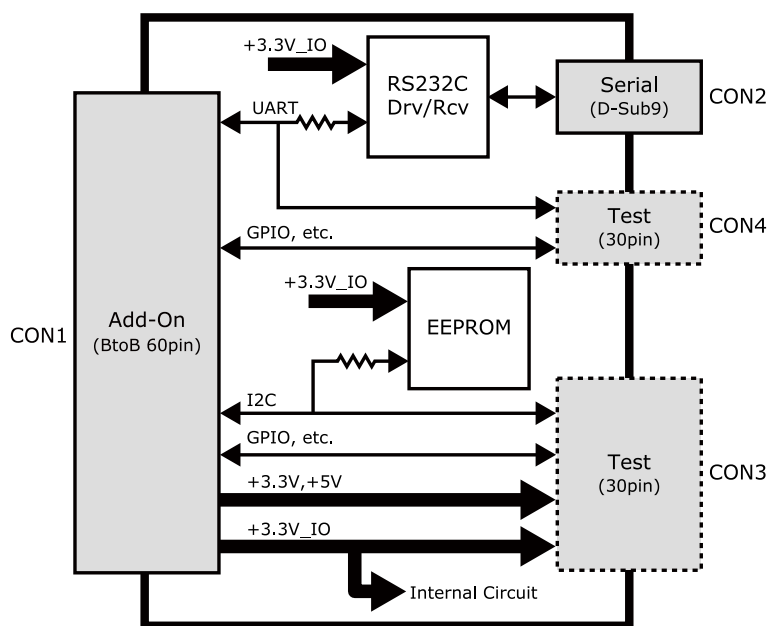 +3.3V_IO
RS232C
Drv/Rcv
Serial
(D-Sub9)
CON2
UART
Test
(30pin)
CON4
GPIO, etc.
+3.3V_IO
EEPROM
CON1
Add-On
(BtoB 60pin)
I2C
GPIO, etc.
Test
(30pin)
CON3
+3.3V,+5V
+3.3V_IO
Internal Circuit